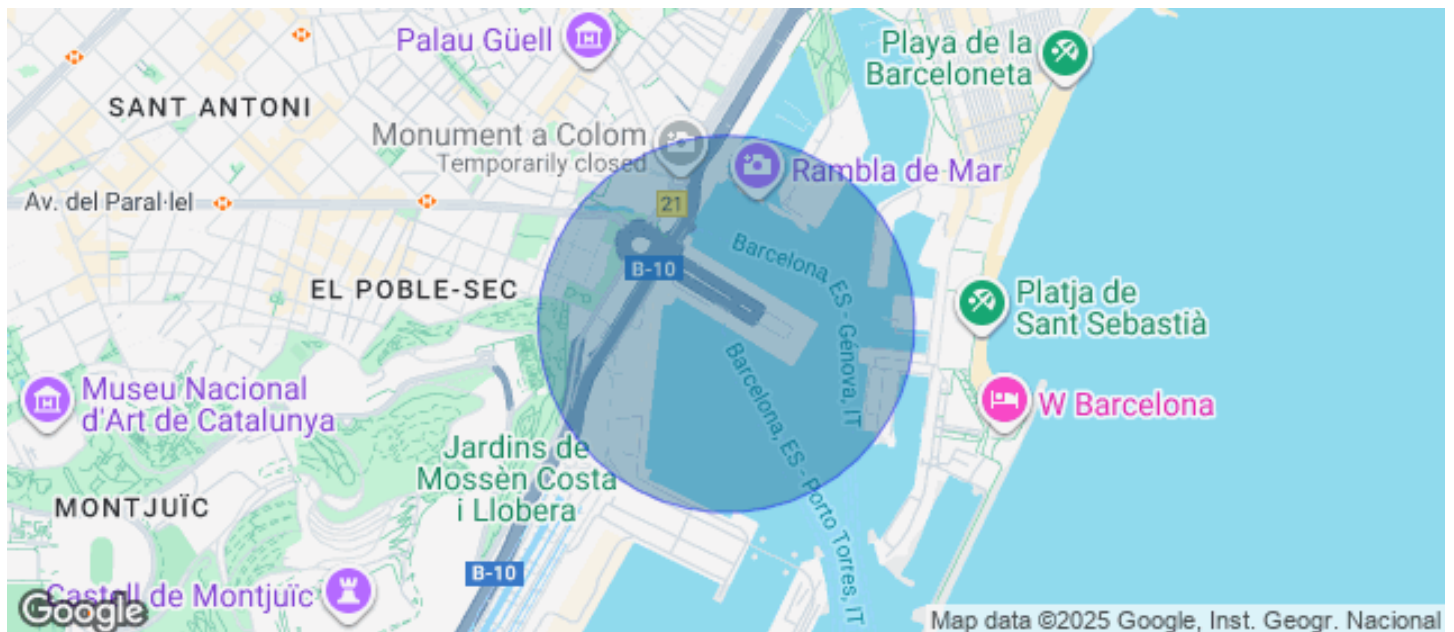 Palau Güell
Playa de la
Barceloneta
SANT ANTONI
Monument a Colom
Temporarily closed
Rambla de Mar
Av. del Paral·lel
21
Barcelona, ES - Génova, IT
B-10
EL POBLE-SEC
Platja de
Sant Sebastià
Barcelona, ES - Porto Torres, IT
Museu Nacional
d'Art de Catalunya
W Barcelona
Jardins de
Mossèn Costa
i Llobera
MONTJUÏC
B-10
Castell de Montjuïc
Google
Map data ©2025 Google, Inst. Geogr. Nacional